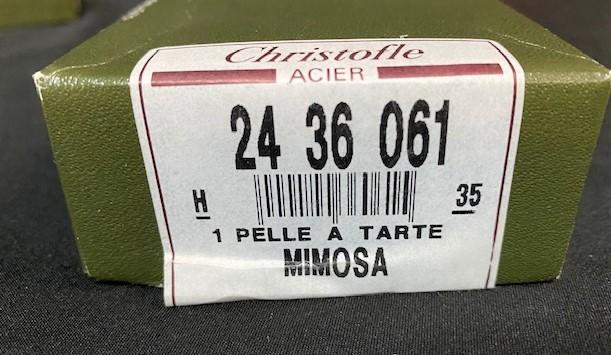 Christofle
ACIER
24 36 061
H 35
1 PELLE A TARTE
MIMOSA